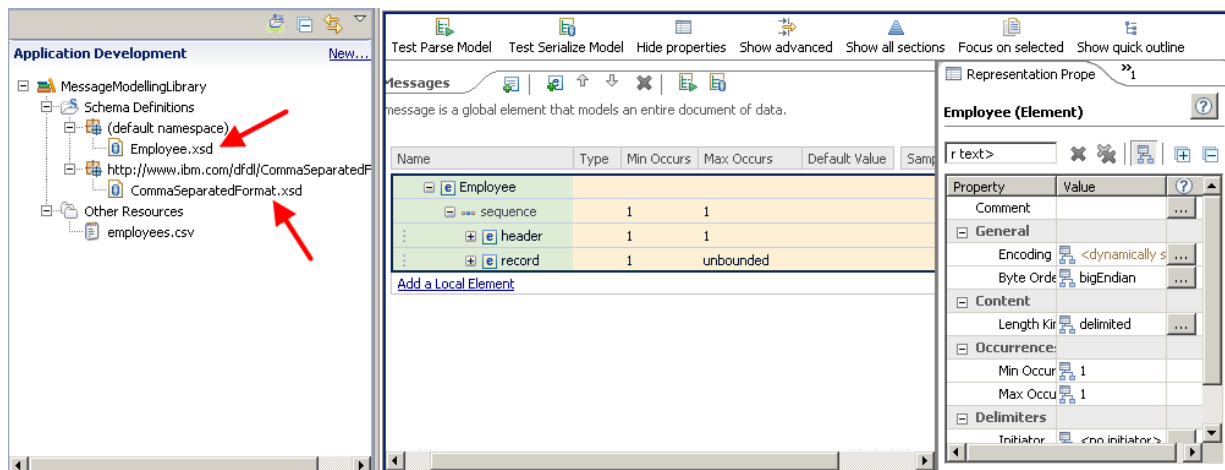 Application Development New...
MessageModellingLibrary
Schema Definitions
(default namespace)
Employee.xsd
http://www.ibm.com/dfdl/CommaSeparatedF
CommaSeparatedFormat.xsd
Other Resources
employees.csv
Test Parse Model Test Serialize Model Hide properties Show advanced Show all sections Focus on selected Show quick outline
Messages
message is a global element that models an entire document of data.
Name Type Min Occurs Max Occurs Default Value Samp
Employee
sequence 1 1
header 1 1
record 1 unbounded
Add a Local Element
Representation Prope »1
Employee (Element)
r text>
Property Value
Comment ...
General
Encoding <dynamically s ...
Byte Orde bigEndian ...
Content
Length Kir delimited ...
Occurrence:
Min Occur 1
Max Occu 1
Delimiters
Initiator <no initiator> ...